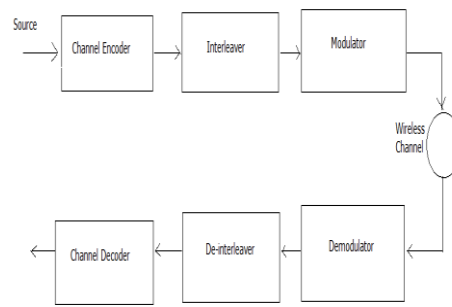 Source
Channel Encoder
Interleaver
Modulator
Wireless
Channel
Channel Decoder
De-interleaver
Demodulator